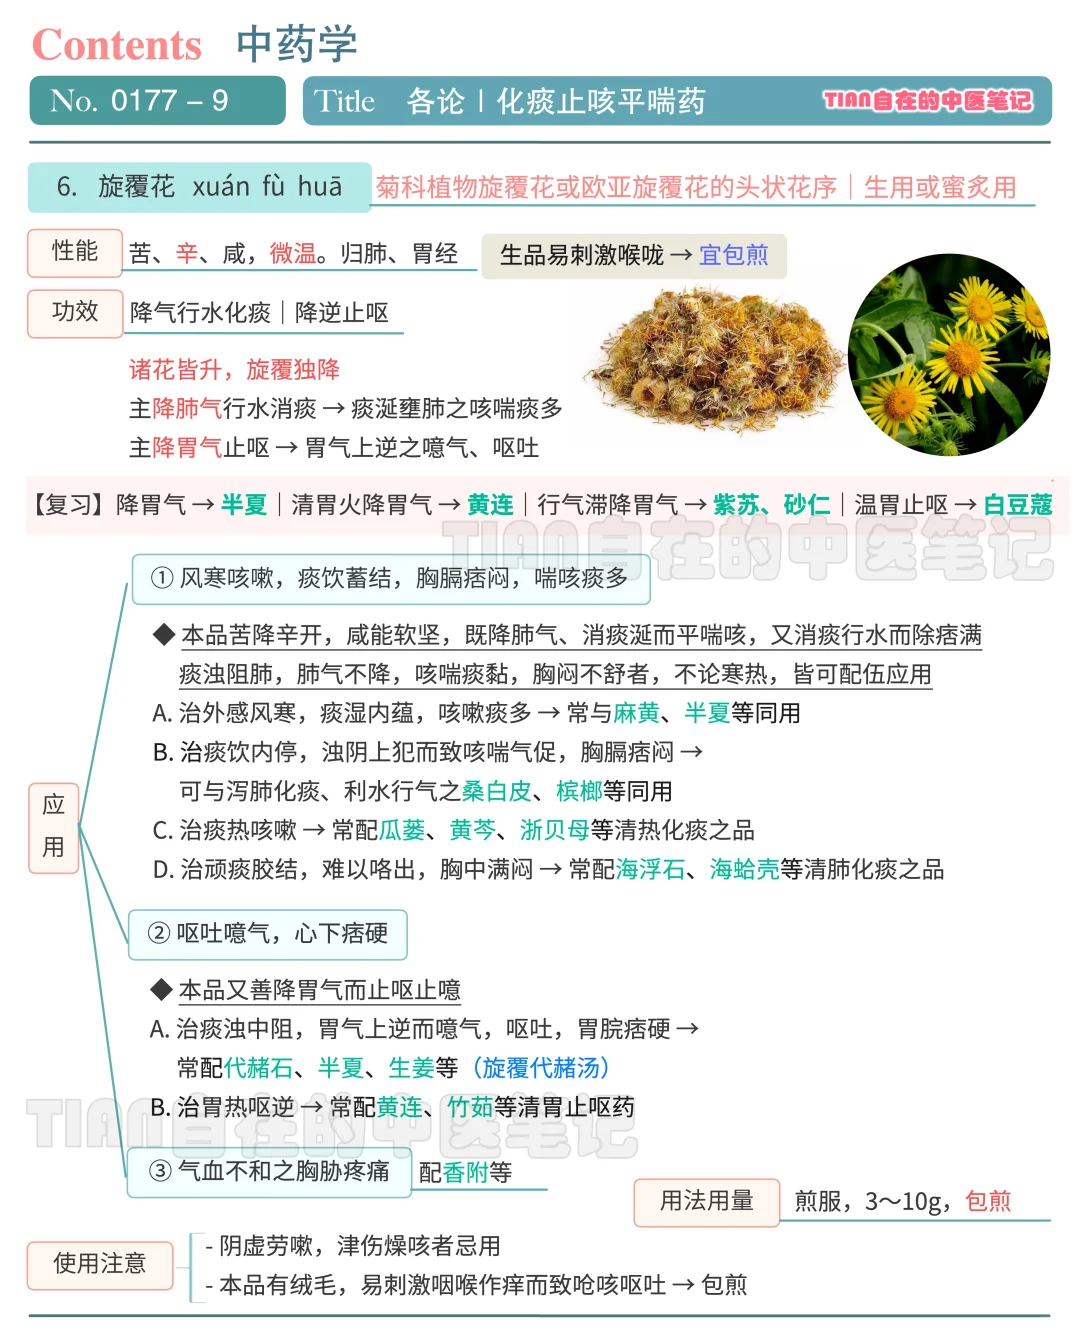 Contents 中药学
No. 0177 – 9
Title 各论 | 化痰止咳平喘药
TIAN自在的中医笔记
6. 旋覆花 xuán fù huā
菊科植物旋覆花或欧亚旋覆花的头状花序｜生用或蜜炙用
性能
苦、辛、咸，微温。归肺、胃经
生品易刺激喉咙 → 宜包煎
功效
降气行水化痰｜降逆止呕
诸花皆升，旋覆独降
主降肺气行水消痰 → 痰涎壅肺之咳喘痰多
主降胃气止呕 → 胃气上逆之噫气、呕吐
【复习】降胃气 → 半夏｜清胃火降胃气 → 黄连｜行气滞降胃气 → 紫苏、砂仁｜温胃止呕 → 白豆蔻
TIAN自在的中医笔记
① 风寒咳嗽，痰饮蓄结，胸膈痞闷，喘咳痰多
◆ 本品苦降辛开，咸能软坚，既降肺气、消痰涎而平喘咳，又消痰行水而除痞满
痰浊阻肺，肺气不降，咳喘痰黏，胸闷不舒者，不论寒热，皆可配伍应用
A. 治外感风寒，痰湿内蕴，咳嗽痰多 → 常与麻黄、半夏等同用
B. 治痰饮内停，浊阴上犯而致咳喘气促，胸膈痞闷 →
可与泻肺化痰、利水行气之桑白皮、槟榔等同用
应用
C. 治痰热咳嗽 → 常配瓜蒌、黄芩、浙贝母等清热化痰之品
D. 治顽痰胶结，难以咯出，胸中满闷 → 常配海浮石、海蛤壳等清肺化痰之品
② 呕吐噫气，心下痞硬
◆ 本品又善降胃气而止呕止噫
A. 治痰浊中阻，胃气上逆而噫气，呕吐，胃脘痞硬 →
常配代赭石、半夏、生姜等（旋覆代赭汤）
B. 治胃热呕逆 → 常配黄连、竹茹等清胃止呕药
TIAN自在的中医笔记
③ 气血不和之胸胁疼痛 配香附等
用法用量
煎服，3～10g，包煎
使用注意
- 阴虚劳嗽，津伤燥咳者忌用
- 本品有绒毛，易刺激咽喉作痒而致呛咳呕吐 → 包煎